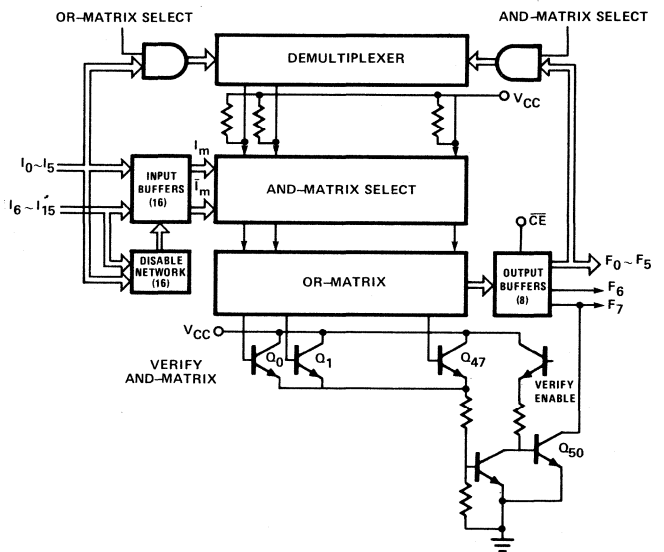 OR-MATRIX SELECT
AND-MATRIX SELECT
DEMULTIPLEXER
VCC
I0~I5
INPUT
BUFFERS
(16)
Im
I̅m
AND-MATRIX SELECT
I6~I15
C̅E̅
DISABLE
NETWORK
(16)
OR-MATRIX
OUTPUT
BUFFERS
(8)
F0~F5
F6
F7
VCC
VERIFY
AND-MATRIX
Q0
Q1
Q47
VERIFY
ENABLE
Q50